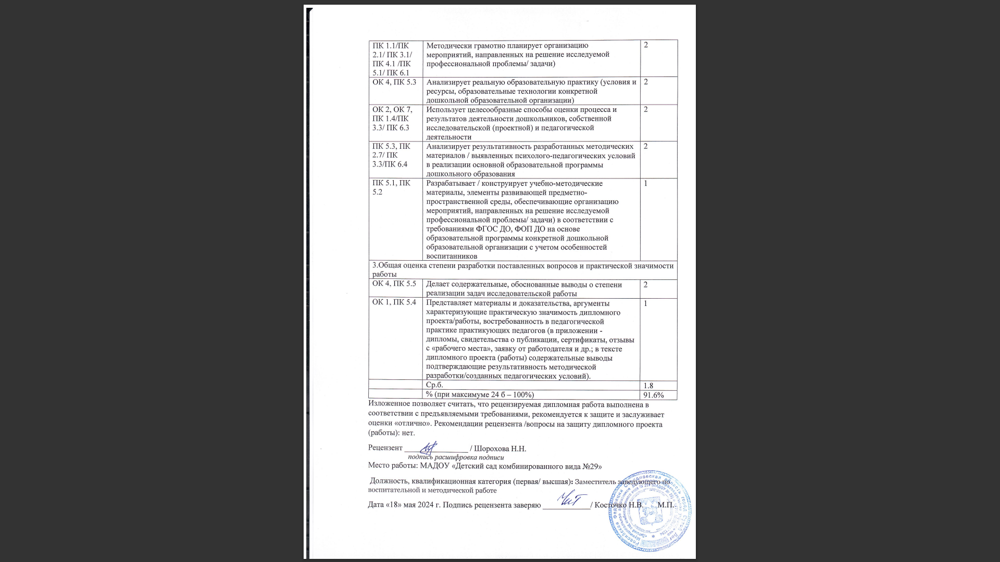 ПК 1.1/ПК
2.1/ ПК 3.1/
ПК 4.1 /ПК
5.1/ ПК 6.1
Методически грамотно планирует организацию
мероприятий, направленных на решение исследуемой
профессиональной проблемы/ задачи)
2
ОК 4, ПК 5.3
Анализирует реальную образовательную практику (условия и
ресурсы, образовательные технологии конкретной
дошкольной образовательной организации)
2
ОК 2, ОК 7,
ПК 1.4/ПК
3.3/ ПК 6.3
Использует целесообразные способы оценки процесса и
результатов деятельности дошкольников, собственной
исследовательской (проектной) и педагогической
деятельности
2
ПК 5.3, ПК
2.7/ ПК
3.3/ПК 6.4
Анализирует результативность разработанных методических
материалов / выявленных психолого-педагогических условий
в реализации основной образовательной программы
дошкольного образования
2
ПК 5.1, ПК
5.2
Разрабатывает / конструирует учебно-методические
материалы, элементы развивающей предметно-
пространственной среды, обеспечивающие организацию
мероприятий, направленных на решение исследуемой
профессиональной проблемы/ задачи) в соответствии с
требованиями ФГОС ДО, ФОП ДО на основе
образовательной программы конкретной дошкольной
образовательной организации с учетом особенностей
воспитанников
1
3.Общая оценка степени разработки поставленных вопросов и практической значимости
работы
ОК 4, ПК 5.5
Делает содержательные, обоснованные выводы о степени
реализации задач исследовательской работы
2
ОК 1, ПК 5.4
Представляет материалы и доказательства, аргументы
характеризующие практическую значимость дипломного
проекта/работы, востребованность в педагогической
практике практикующих педагогов (в приложении -
дипломы, свидетельства о публикации, сертификаты, отзывы
с «рабочего места», заявку от работодателя и др.; в тексте
дипломного проекта (работы) содержательные выводы
подтверждающие результативность методической
разработки/созданных педагогических условий).
1
Ср.б.
1.8
% (при максимуме 24 б – 100%)
91.6%
Изложенное позволяет считать, что рецензируемая дипломная работа выполнена в
соответствии с предъявляемыми требованиями, рекомендуется к защите и заслуживает
оценки «отлично». Рекомендации рецензента /вопросы на защиту дипломного проекта
(работы): нет.
Рецензент ________________ / Шорохова Н.Н.
подпись расшифровка подписи
Место работы: МАДОУ «Детский сад комбинированного вида №29»
Должность, квалификационная категория (первая/ высшая): Заместитель заведующего по
воспитательной и методической работе
Дата «18» мая 2024 г. Подпись рецензента заверяю ____________/ Косточко Н.В. М.П.
Российская Федерация Свердловская область город Сухой Лог